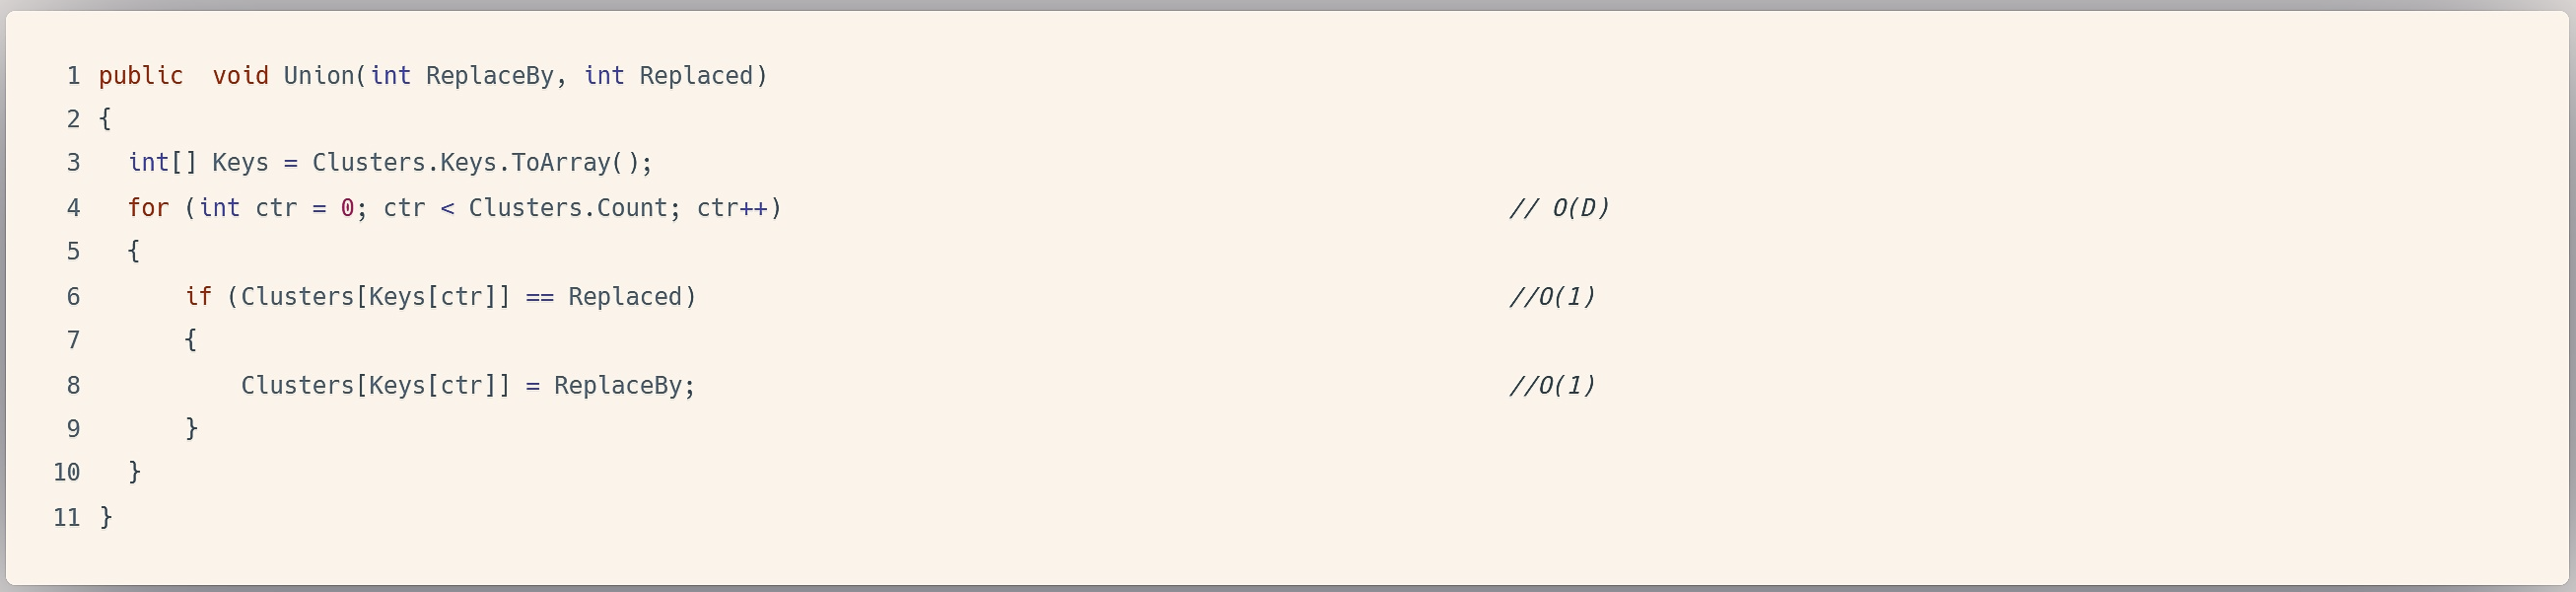 1 public  void Union(int ReplaceBy, int Replaced)
2 {
3   int[] Keys = Clusters.Keys.ToArray();
4   for (int ctr = 0; ctr < Clusters.Count; ctr++) // O(D)
5   {
6       if (Clusters[Keys[ctr]] == Replaced) //O(1)
7       {
8           Clusters[Keys[ctr]] = ReplaceBy; //O(1)
9       }
10   }
11 }